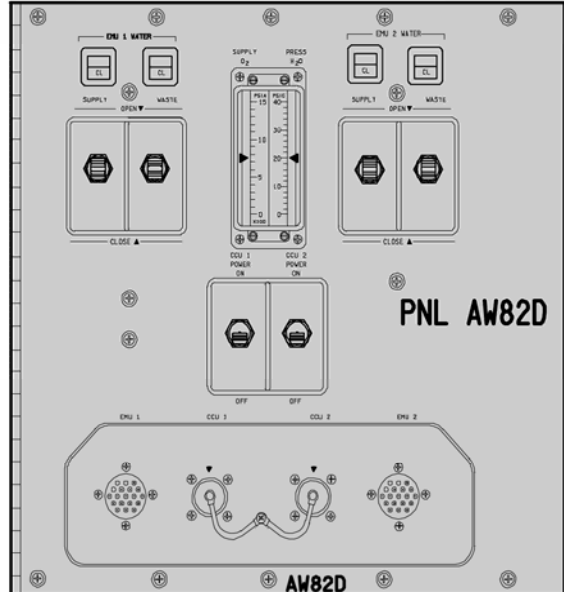 EMU 1 WATER
EMU 2 WATER
CL
CL
CL
CL
SUPPLY
WASTE
OPEN▼
CLOSE ▲
SUPPLY
O2
PRESS
H2O
PSIA
15
10
5
0
PSIG
40
30
20
10
0
SUPPLY
WASTE
OPEN▼
CLOSE ▲
CCU 1
POWER
ON
CCU 2
POWER
ON
OFF
OFF
PNL AW82D
EMU 1
CCU 1
CCU 2
EMU 2
AW82D